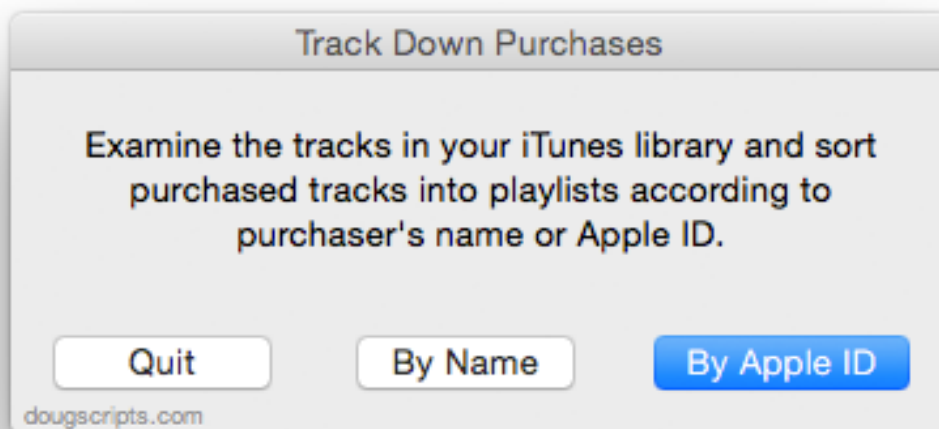 Track Down Purchases
Examine the tracks in your iTunes library and sort
purchased tracks into playlists according to
purchaser's name or Apple ID.
Quit
By Name
By Apple ID
dougscripts.com